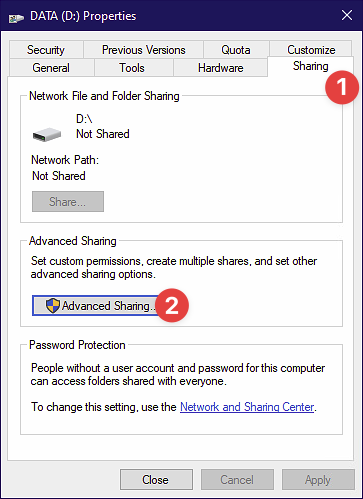 DATA (D:) Properties
Security
Previous Versions
Quota
Customize
General
Tools
Hardware
Sharing
1
Network File and Folder Sharing
D:\
Not Shared
Network Path:
Not Shared
Share...
Advanced Sharing
Set custom permissions, create multiple shares, and set other
advanced sharing options.
Advanced Sharing..
2
Password Protection
People without a user account and password for this computer
can access folders shared with everyone.
To change this setting, use the Network and Sharing Center.
Close
Cancel
Apply